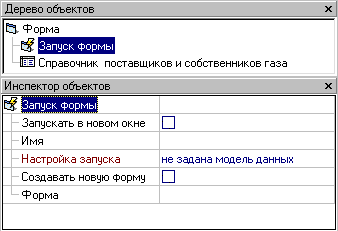 Дерево объектов
Форма
Запуск формы
Справочник поставщиков и собственников газа
Инспектор объектов
Запуск формы
Запускать в новом окне
Имя
Настройка запуска не задана модель данных
Создавать новую форму
Форма